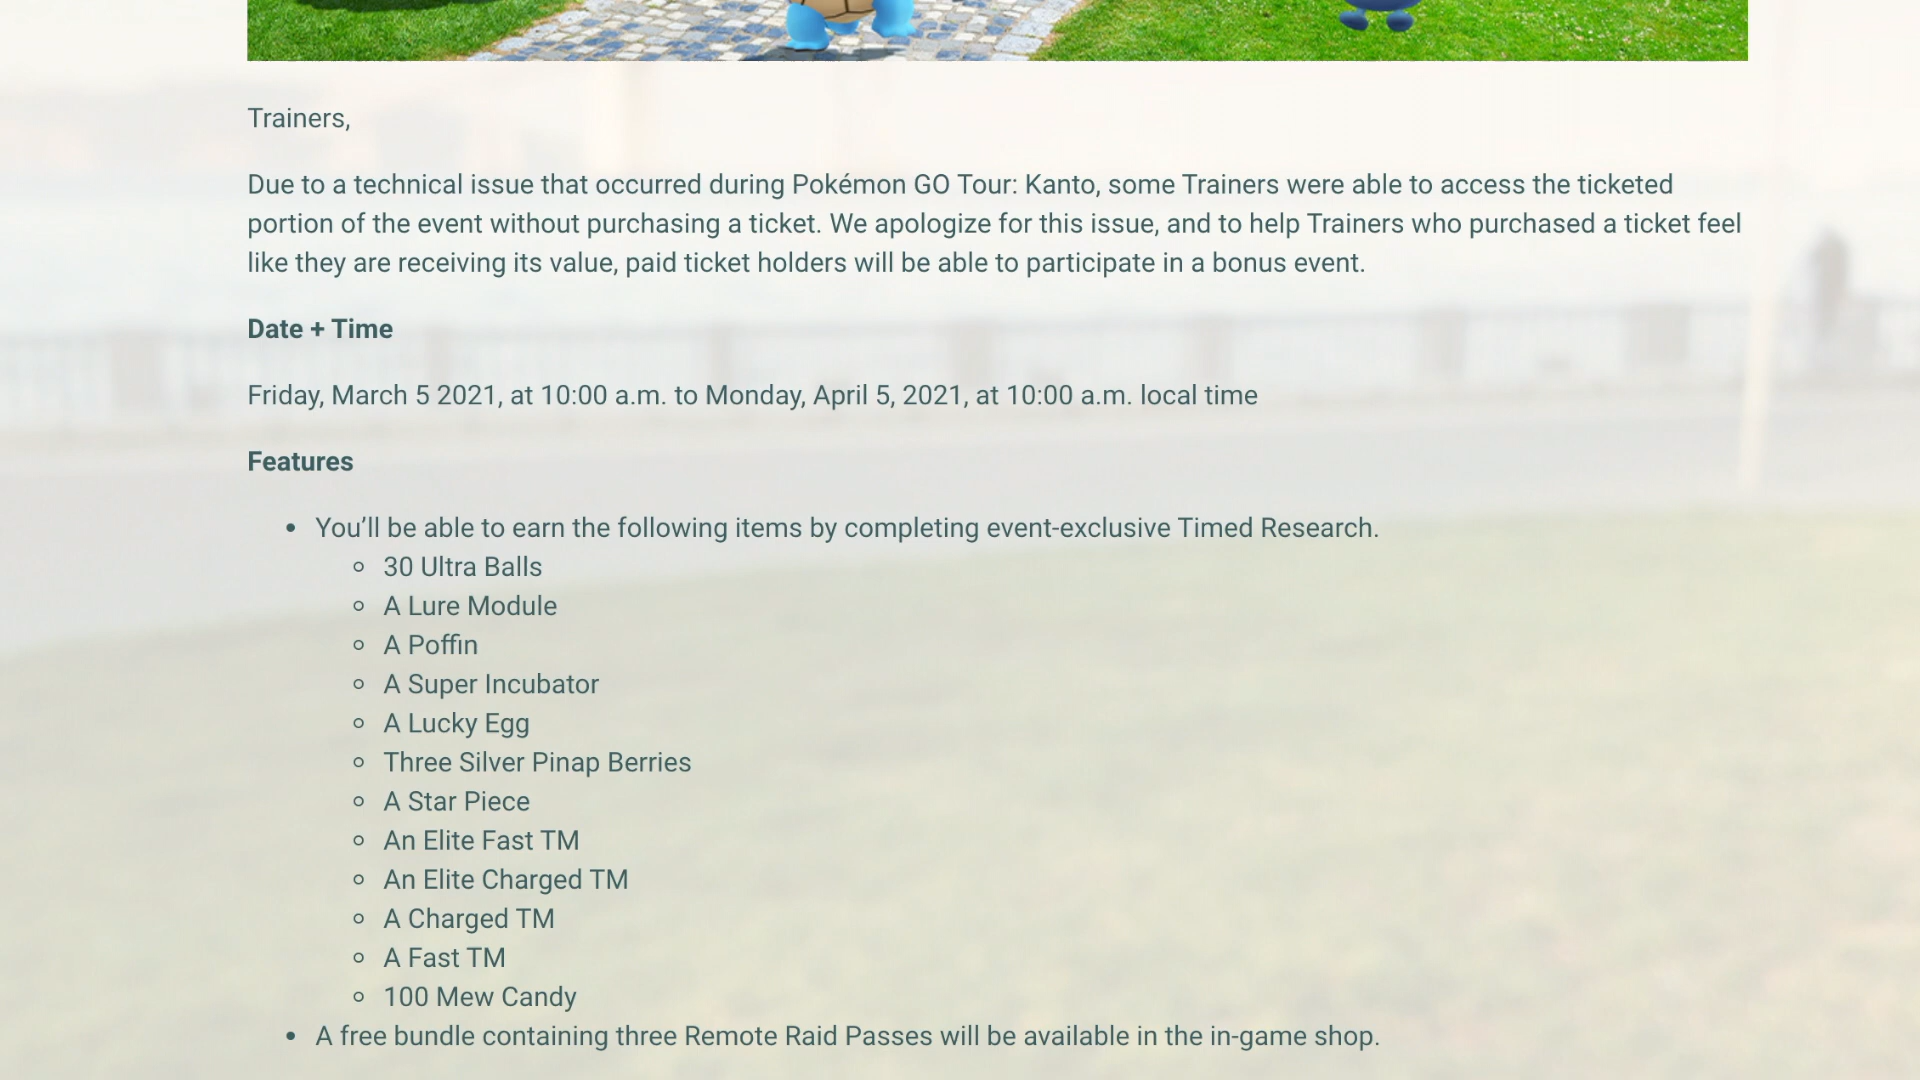 Trainers,
Due to a technical issue that occurred during Pokémon GO Tour: Kanto, some Trainers were able to access the ticketed
portion of the event without purchasing a ticket. We apologize for this issue, and to help Trainers who purchased a ticket feel
like they are receiving its value, paid ticket holders will be able to participate in a bonus event.
Date + Time
Friday, March 5 2021, at 10:00 a.m. to Monday, April 5, 2021, at 10:00 a.m. local time
Features
• You’ll be able to earn the following items by completing event-exclusive Timed Research.
◦ 30 Ultra Balls
◦ A Lure Module
◦ A Poffin
◦ A Super Incubator
◦ A Lucky Egg
◦ Three Silver Pinap Berries
◦ A Star Piece
◦ An Elite Fast TM
◦ An Elite Charged TM
◦ A Charged TM
◦ A Fast TM
◦ 100 Mew Candy
• A free bundle containing three Remote Raid Passes will be available in the in-game shop.